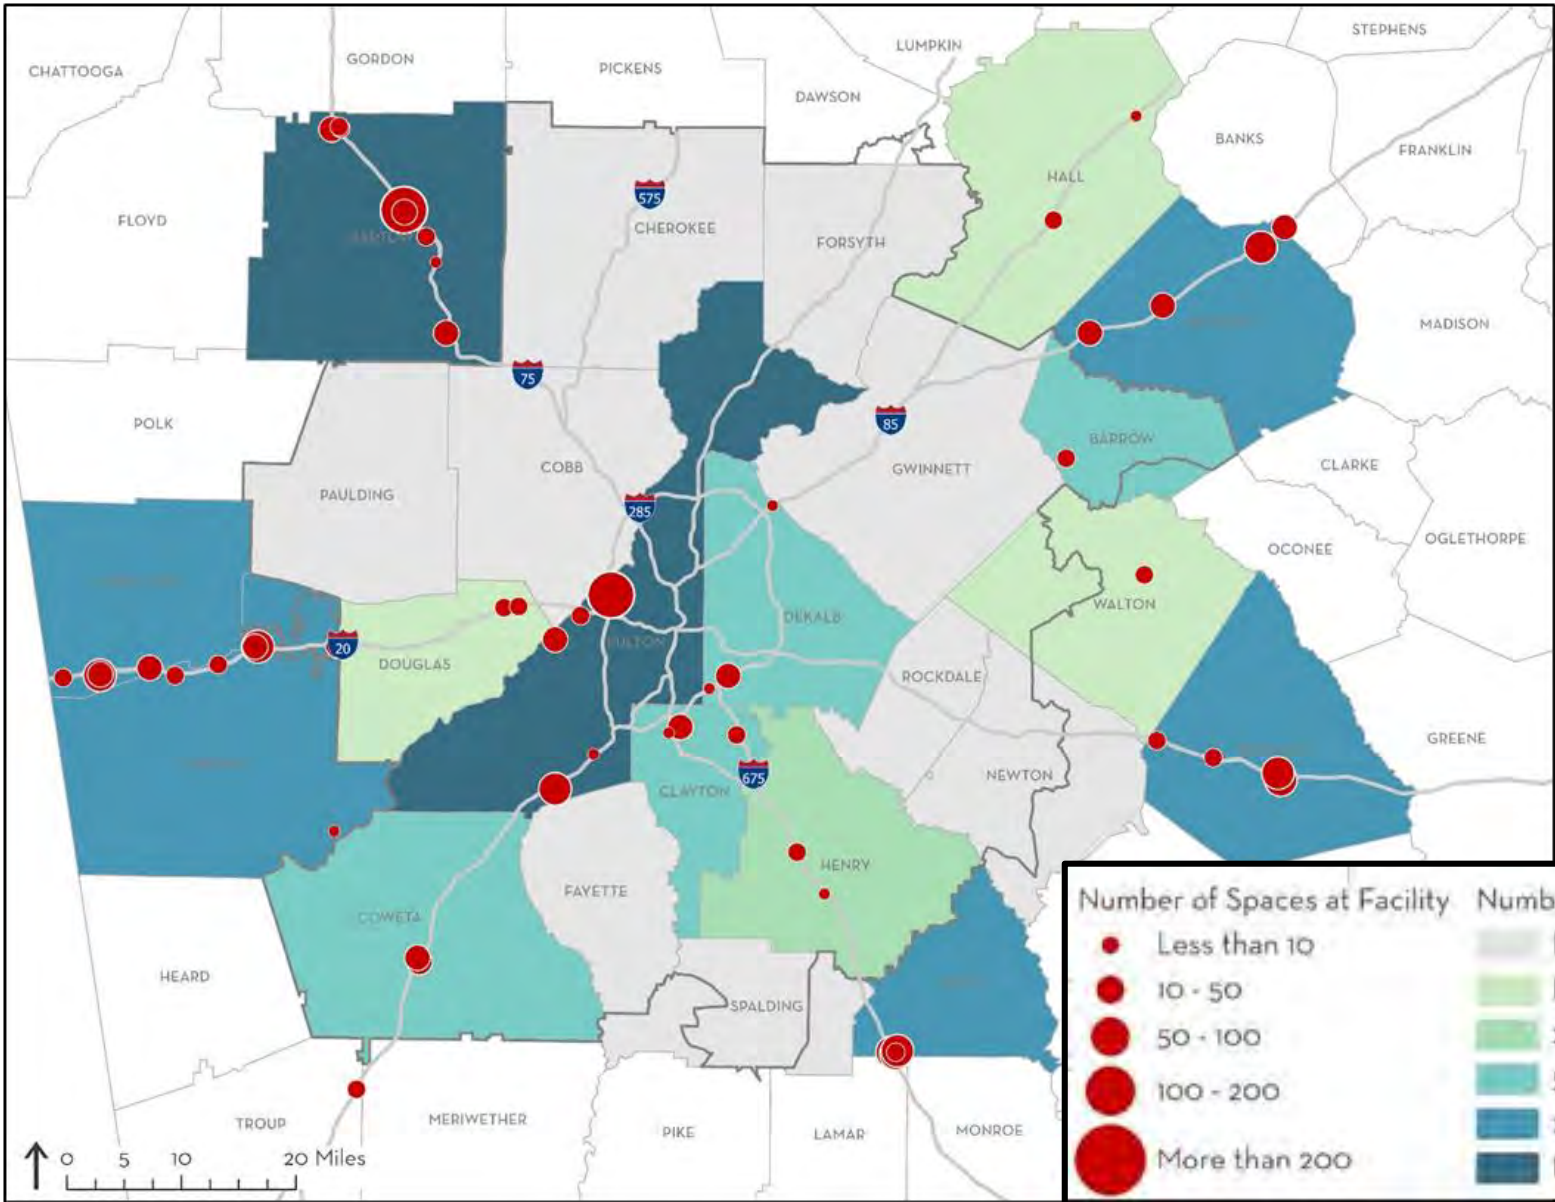 STEPHENS
LUMPKIN
GORDON
PICKENS
CHATTOOGA
DAWSON
BANKS
FRANKLIN
HALL
575
FLOYD
CHEROKEE
FORSYTH
MADISON
75
85
POLK
BARROW
COBB
GWINNETT
CLARKE
PAULDING
285
OGLETHORPE
OCONEE
WALTON
DEKALB
FULTON
20
DOUGLAS
ROCKDALE
GREENE
675
NEWTON
CLAYTON
HENRY
FAYETTE
COWETA
HEARD
SPALDING
TROUP
MERIWETHER
PIKE
LAMAR
MONROE
0 5 10 20 Miles
Number of Spaces at Facility Numb
Less than 10
10 - 50
50 - 100
100 - 200
More than 200